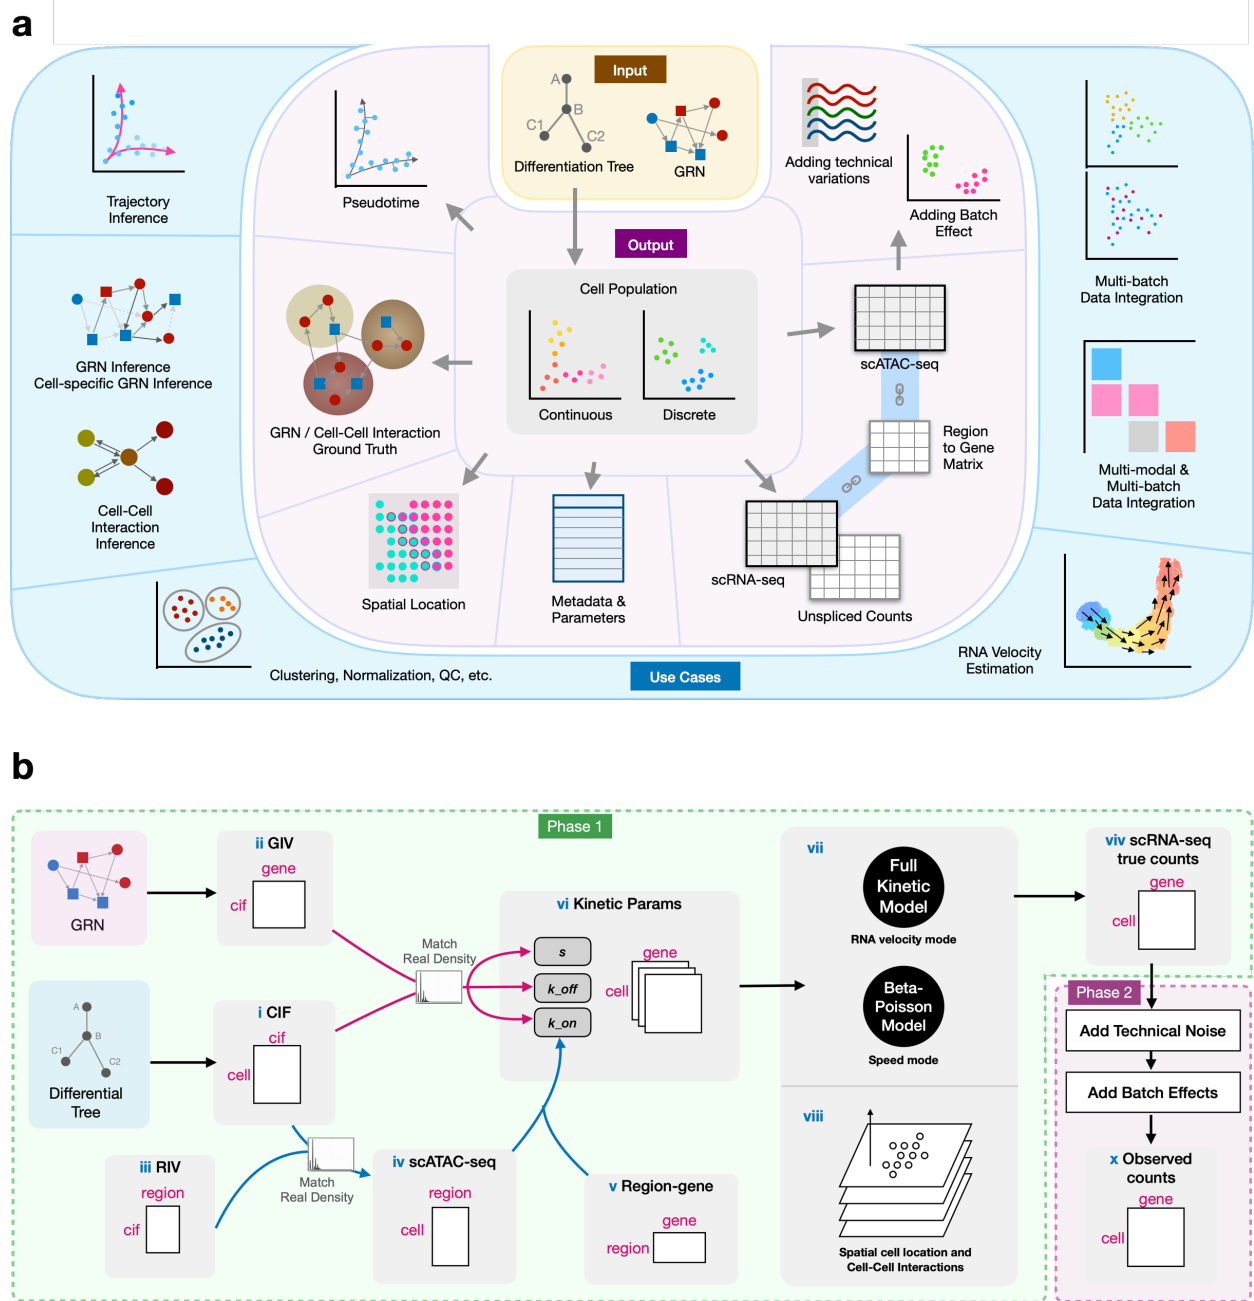 a
Input
A
B
C1
C2
Differentiation Tree
GRN
Trajectory
Inference
Pseudotime
Adding technical
variations
Adding Batch
Effect
Multi-batch
Data Integration
Output
Cell Population
Continuous
Discrete
scATAC-seq
Region
to Gene
Matrix
GRN Inference
Cell-specific GRN Inference
GRN / Cell-Cell Interaction
Ground Truth
Cell-Cell
Interaction
Inference
Multi-modal &
Multi-batch
Data Integration
Spatial Location
Metadata &
Parameters
scRNA-seq
Unspliced Counts
Clustering, Normalization, QC, etc.
Use Cases
RNA Velocity
Estimation
b
Phase 1
GRN
ii GIV
gene
cif
Match
Real Density
vi Kinetic Params
s
k_off
k_on
gene
cell
vii
Full
Kinetic
Model
RNA velocity mode
Beta-
Poisson
Model
Speed mode
viv scRNA-seq
true counts
gene
cell
Phase 2
Add Technical Noise
Add Batch Effects
x Observed
counts
gene
cell
A
B
C1
C2
Differential
Tree
i CIF
cif
cell
iii RIV
region
cif
Match
Real Density
iv scATAC-seq
region
cell
v Region-gene
gene
region
viii
Spatial cell location and
Cell-Cell Interactions